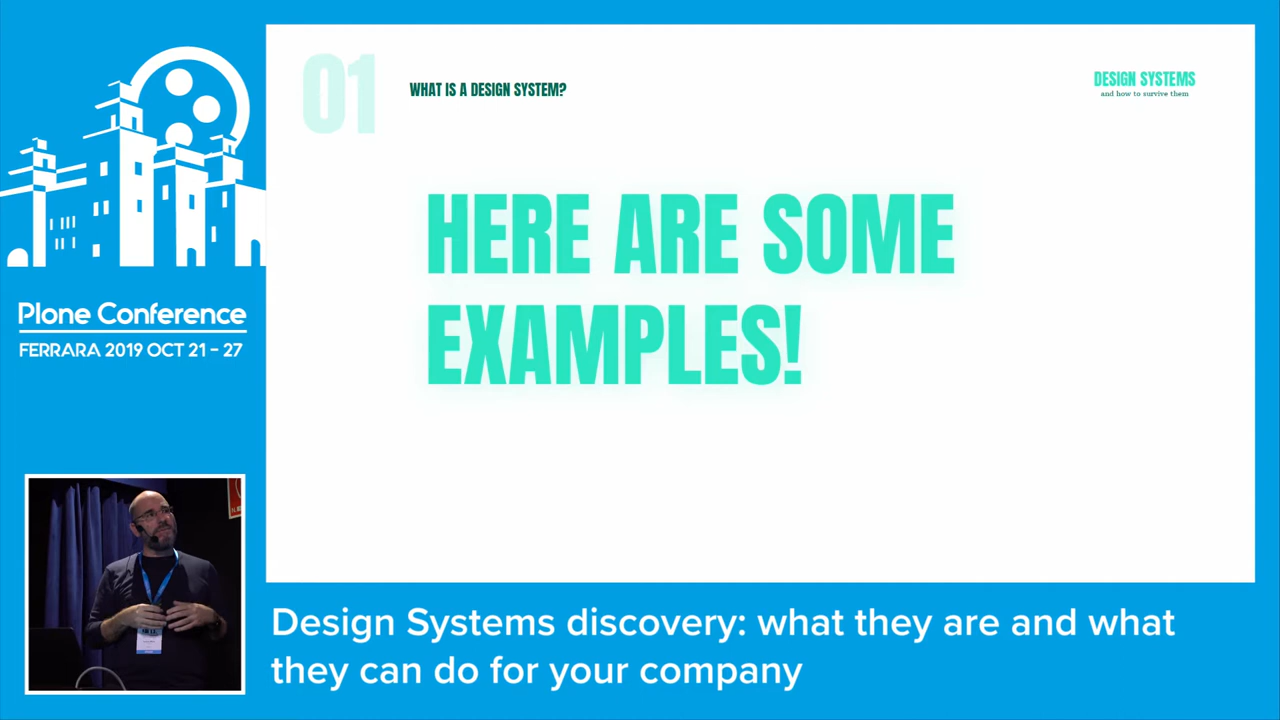 01
WHAT IS A DESIGN SYSTEM?
DESIGN SYSTEMS
and how to survive them
HERE ARE SOME
EXAMPLES!
Plone Conference
FERRARA 2019 OCT 21 - 27
Design Systems discovery: what they are and what
they can do for your company